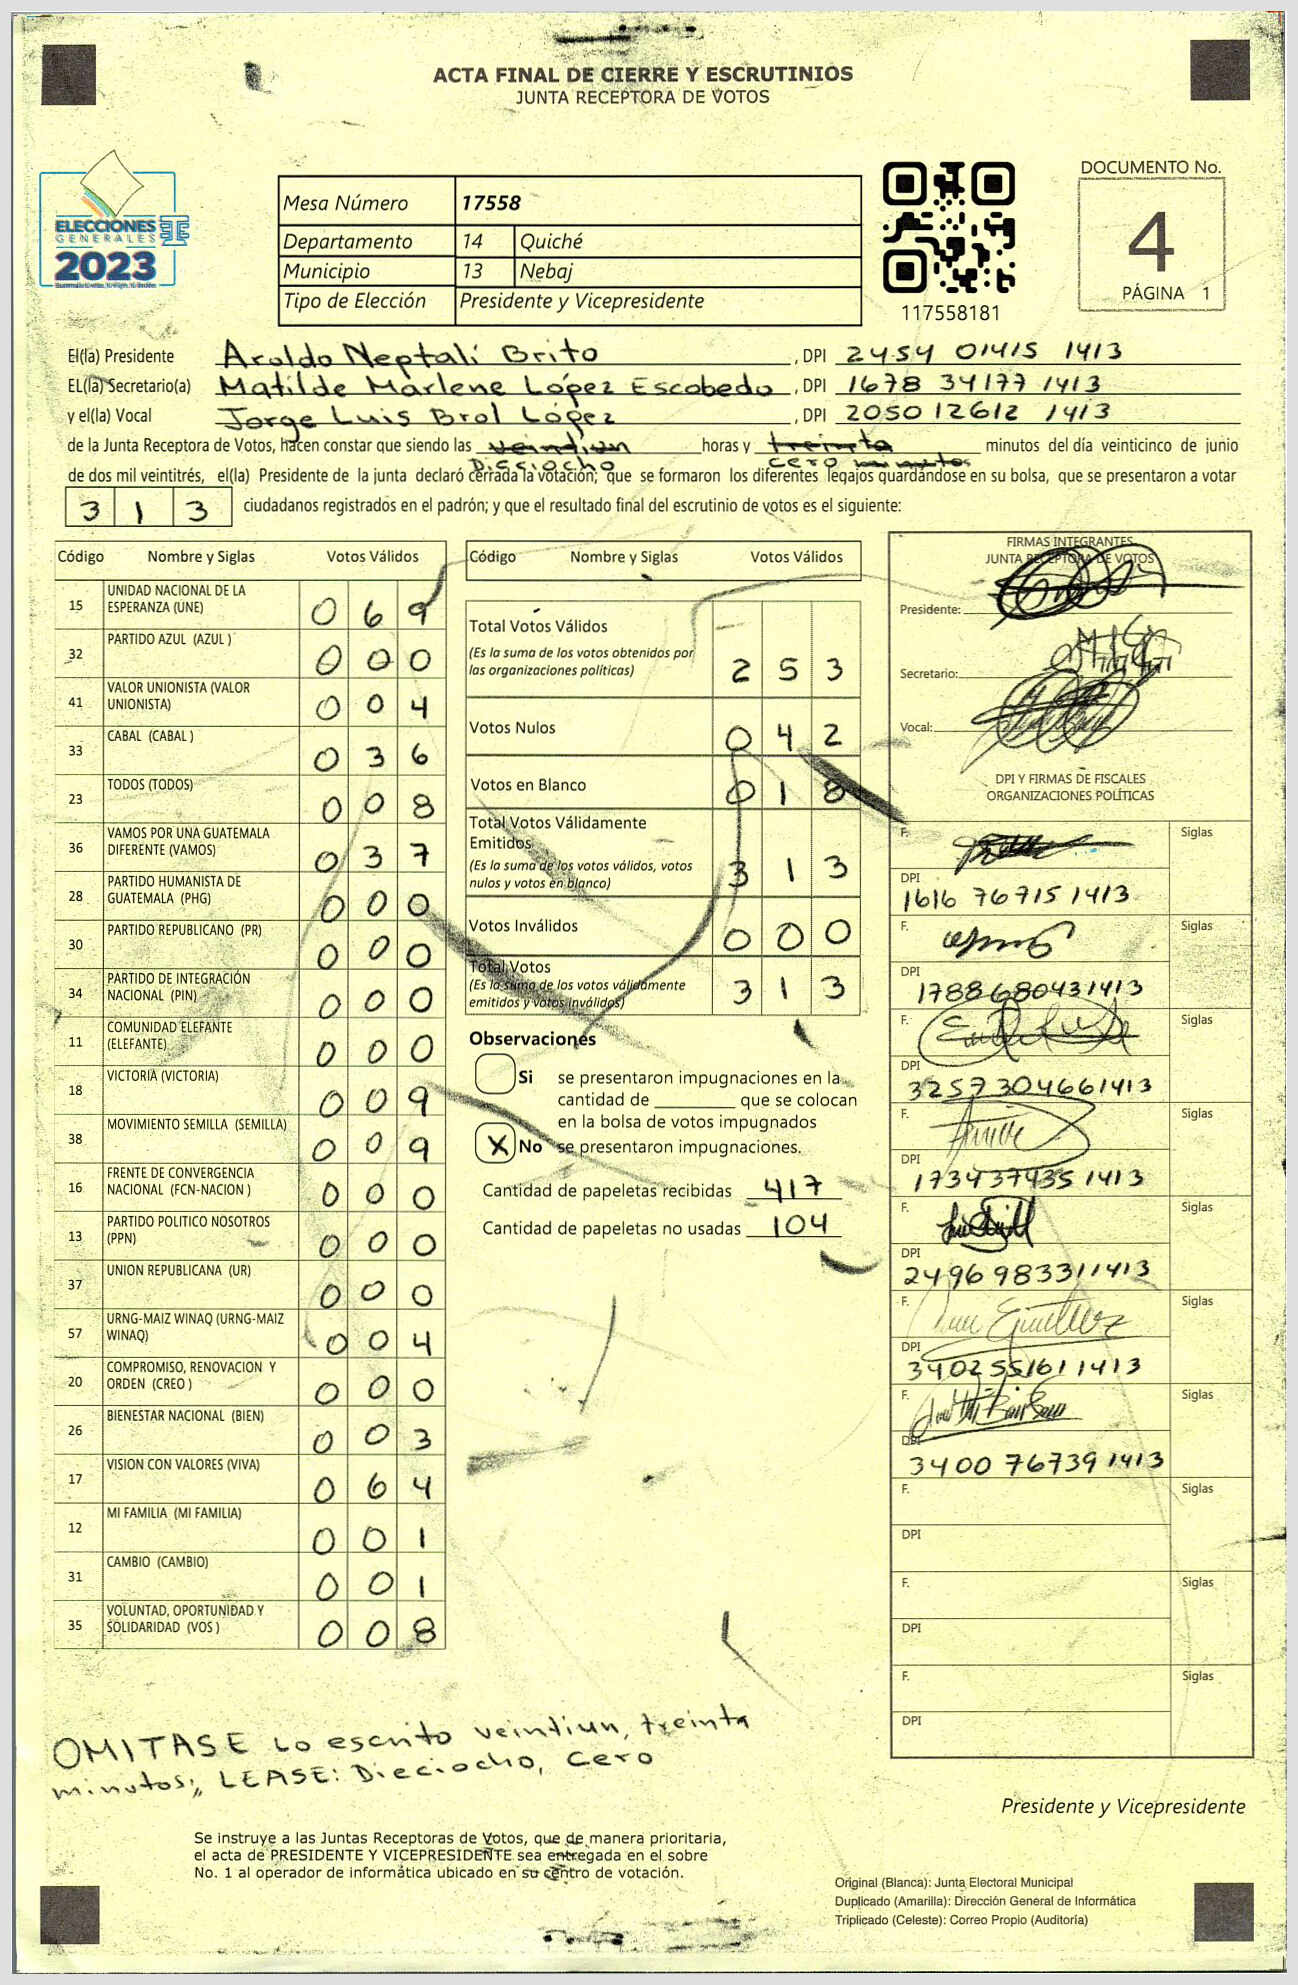 ACTA FINAL DE CIERRE Y ESCRUTINIOS
JUNTA RECEPTORA DE VOTOS
ELECCIONES
GENERALES
2023
Mesa Número 17558
Departamento 14 Quiché
Municipio 13 Nebaj
Tipo de Elección Presidente y Vicepresidente
117558181
DOCUMENTO No.
4
PÁGINA 1
El(la) Presidente Aroldo Neptalí Brito, DPI 2454 01415 1413
EL(la) Secretario(a) Matilde Marlene López Escobedo, DPI 1678 34177 1413
y el(la) Vocal Jorge Luis Brol López, DPI 2050 12612 1413
de la Junta Receptora de Votos, hacen constar que siendo las veintiun horas y treinta minutos del día veinticinco de junio
Dieciocho cero minutos
de dos mil veintitrés, el(la) Presidente de la junta declaró cerrada la votación; que se formaron los diferentes legajos quardándose en su bolsa, que se presentaron a votar
3 1 3 ciudadanos registrados en el padrón; y que el resultado final del escrutinio de votos es el siguiente:
Código Nombre y Siglas Votos Válidos
15 UNIDAD NACIONAL DE LA ESPERANZA (UNE) 0 6 9
32 PARTIDO AZUL (AZUL ) 0 0 0
41 VALOR UNIONISTA (VALOR UNIONISTA) 0 0 4
33 CABAL (CABAL ) 0 3 6
23 TODOS (TODOS) 0 0 8
36 VAMOS POR UNA GUATEMALA DIFERENTE (VAMOS) 0 3 7
28 PARTIDO HUMANISTA DE GUATEMALA (PHG) 0 0 0
30 PARTIDO REPUBLICANO (PR) 0 0 0
34 PARTIDO DE INTEGRACIÓN NACIONAL (PIN) 0 0 0
11 COMUNIDAD ELEFANTE (ELEFANTE) 0 0 0
18 VICTORIA (VICTORIA) 0 0 9
38 MOVIMIENTO SEMILLA (SEMILLA) 0 0 9
16 FRENTE DE CONVERGENCIA NACIONAL (FCN-NACION ) 0 0 0
13 PARTIDO POLITICO NOSOTROS (PPN) 0 0 0
37 UNION REPUBLICANA (UR) 0 0 0
57 URNG-MAIZ WINAQ (URNG-MAIZ WINAQ) 0 0 4
20 COMPROMISO, RENOVACION Y ORDEN (CREO ) 0 0 0
26 BIENESTAR NACIONAL (BIEN) 0 0 3
17 VISION CON VALORES (VIVA) 0 6 4
12 MI FAMILIA (MI FAMILIA) 0 0 1
31 CAMBIO (CAMBIO) 0 0 1
35 VOLUNTAD, OPORTUNIDAD Y SOLIDARIDAD (VOS ) 0 0 8
Código Nombre y Siglas Votos Válidos
Total Votos Válidos
(Es la suma de los votos obtenidos por
las organizaciones políticas) 2 5 3
Votos Nulos 0 4 2
Votos en Blanco 0 1 8
Total Votos Válidamente
Emitidos
(Es la suma de los votos válidos, votos
nulos y votos en blanco) 3 1 3
Votos Inválidos 0 0 0
Total Votos
(Es la suma de los votos válidamente
emitidos y votos inválidos) 3 1 3
Observaciones
Si se presentaron impugnaciones en la
cantidad de ________ que se colocan
en la bolsa de votos impugnados
X No se presentaron impugnaciones.
Cantidad de papeletas recibidas 417
Cantidad de papeletas no usadas 104
FIRMAS INTEGRANTES
JUNTA RECEPTORA DE VOTOS
Presidente:
Secretario:
Vocal:
DPI Y FIRMAS DE FISCALES
ORGANIZACIONES POLÍTICAS
F. Siglas
DPI
1616 76715 1413
F. Siglas
DPI
1788680431413
F. Siglas
DPI
3257304661413
F. Siglas
DPI
1734374351413
F. Siglas
DPI
2496983311413
F. Siglas
DPI
3402551611413
F. Siglas
DPI
3400 76739 1413
F. Siglas
DPI
F. Siglas
DPI
F. Siglas
DPI
OMITASE Lo escrito veintiun, treinta
minutos;, LEASE: Dieciocho, Cero
Presidente y Vicepresidente
Se instruye a las Juntas Receptoras de Votos, que de manera prioritaria,
el acta de PRESIDENTE Y VICEPRESIDENTE sea entregada en el sobre
No. 1 al operador de informática ubicado en su centro de votación.
Original (Blanca): Junta Electoral Municipal
Duplicado (Amarilla): Dirección General de Informática
Triplicado (Celeste): Correo Propio (Auditoría)